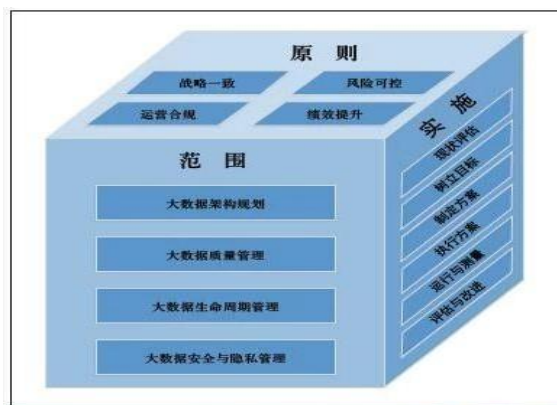 原 则
战略一致
风险可控
运营合规
绩效提升
范 围
大数据架构规划
大数据质量管理
大数据生命周期管理
大数据安全与隐私管理
实 施
现状评估
树立目标
制定方案
执行方案
运行与测量
评估与改进